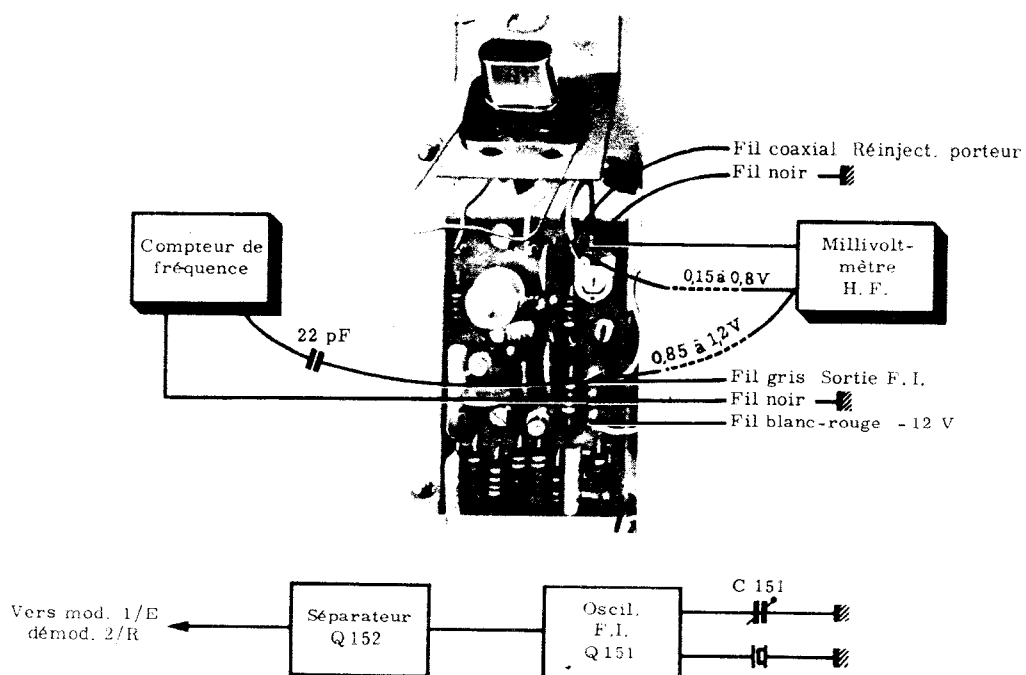 Fil coaxial Réinject. porteur
Fil noir
Compteur de
fréquence
Millivolt-
mètre
H. F.
0,15 à 0,8V
22 pF
0,85 à 1,2V
Fil gris Sortie F. I.
Fil noir
Fil blanc-rouge - 12 V
C 151
Vers mod. 1/E
démod. 2/R
Séparateur
Q 152
Oscil.
F.I.
Q 151